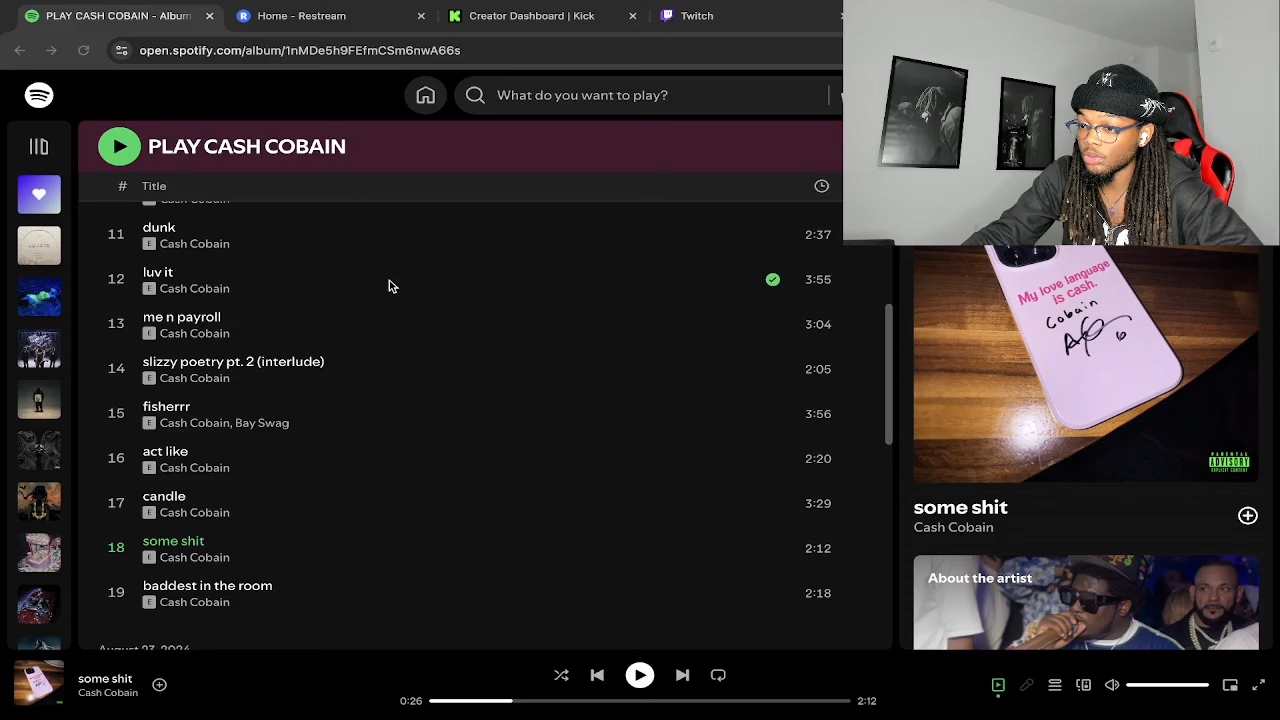 PLAY CASH COBAIN - Album
Home - Restream
Creator Dashboard | Kick
Twitch
open.spotify.com/album/1nMDe5h9FEfmCSm6nwA66s
What do you want to play?
PLAY CASH COBAIN
# Title
Cash Cobain
11 dunk 2:37
E Cash Cobain
12 luv it 3:55
E Cash Cobain
13 me n payroll 3:04
E Cash Cobain
14 slizzy poetry pt. 2 (interlude) 2:05
E Cash Cobain
15 fisherrr 3:56
E Cash Cobain, Bay Swag
16 act like 2:20
E Cash Cobain
17 candle 3:29
E Cash Cobain
18 some shit 2:12
E Cash Cobain
19 baddest in the room 2:18
E Cash Cobain
August 23, 2024
My love language
is cash.
Cobain
PARENTAL
ADVISORY
EXPLICIT CONTENT
some shit
Cash Cobain
About the artist
some shit
Cash Cobain
0:26
2:12